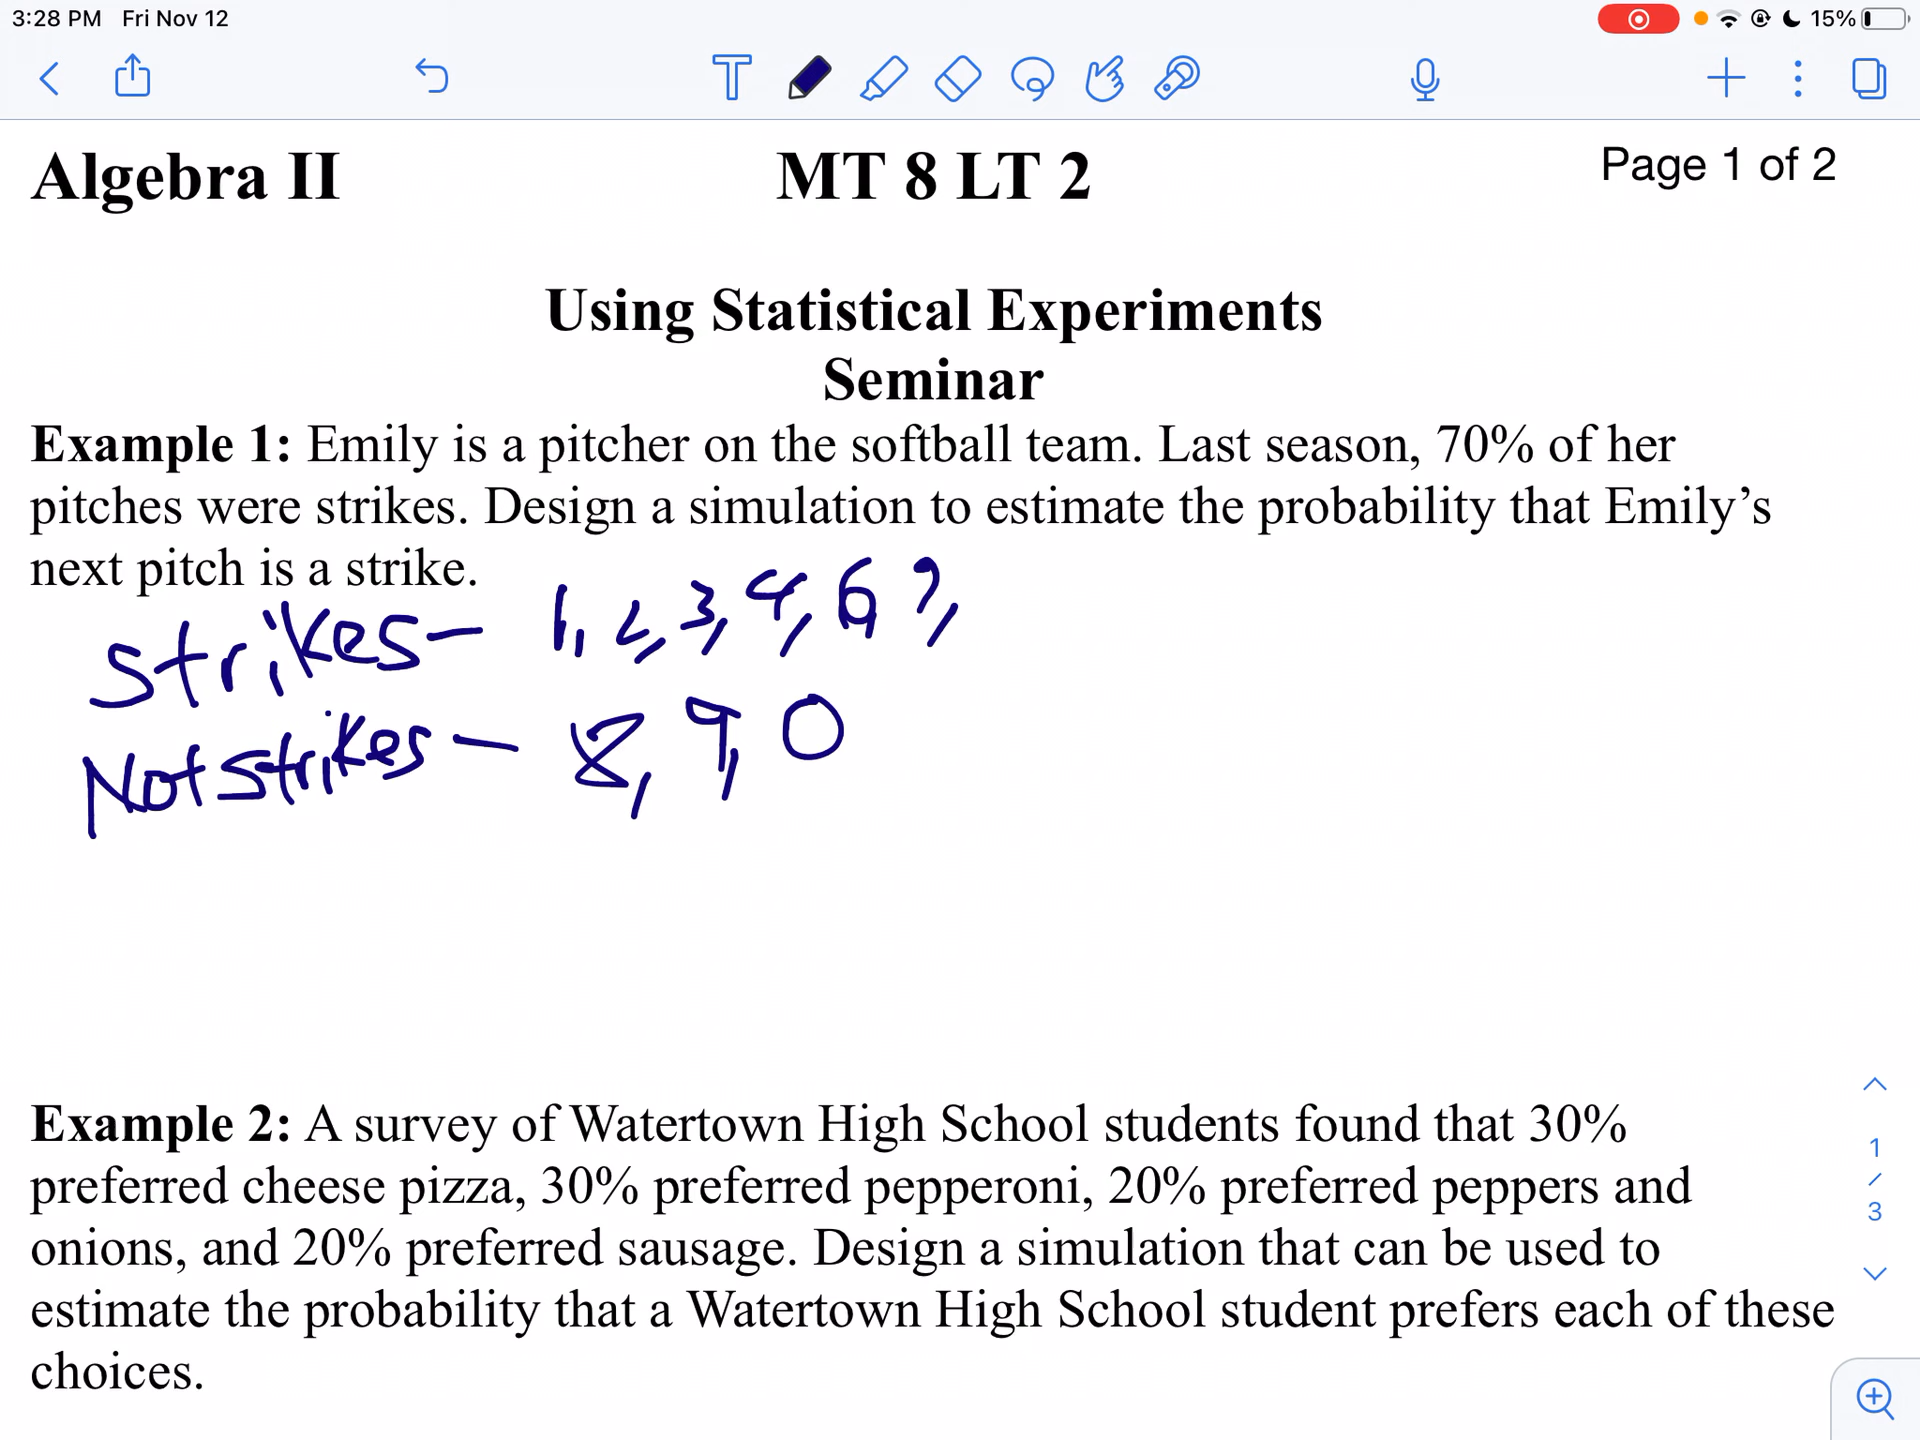 3:28 PM Fri Nov 12 15%
Algebra II MT 8 LT 2 Page 1 of 2
Using Statistical Experiments
Seminar
Example 1: Emily is a pitcher on the softball team. Last season, 70% of her
pitches were strikes. Design a simulation to estimate the probability that Emily’s
next pitch is a strike.
Strikes- 1, 2, 3, 4, 6, 7,
Not strikes - 8, 9, 0
Example 2: A survey of Watertown High School students found that 30%
preferred cheese pizza, 30% preferred pepperoni, 20% preferred peppers and
onions, and 20% preferred sausage. Design a simulation that can be used to
estimate the probability that a Watertown High School student prefers each of these
choices.
1
/
3